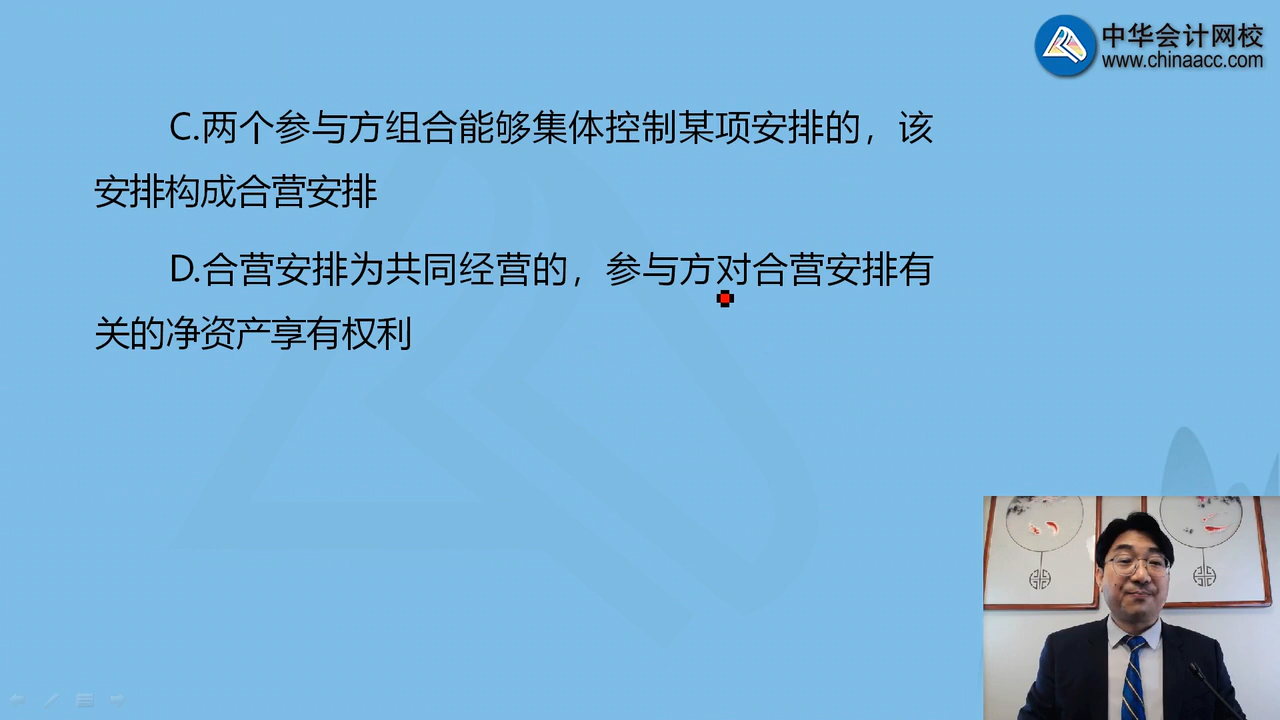 中华会计网校
www.chinaacc.com
C.两个参与方组合能够集体控制某项安排的，该
安排构成合营安排
D.合营安排为共同经营的，参与方对合营安排有
关的净资产享有权利